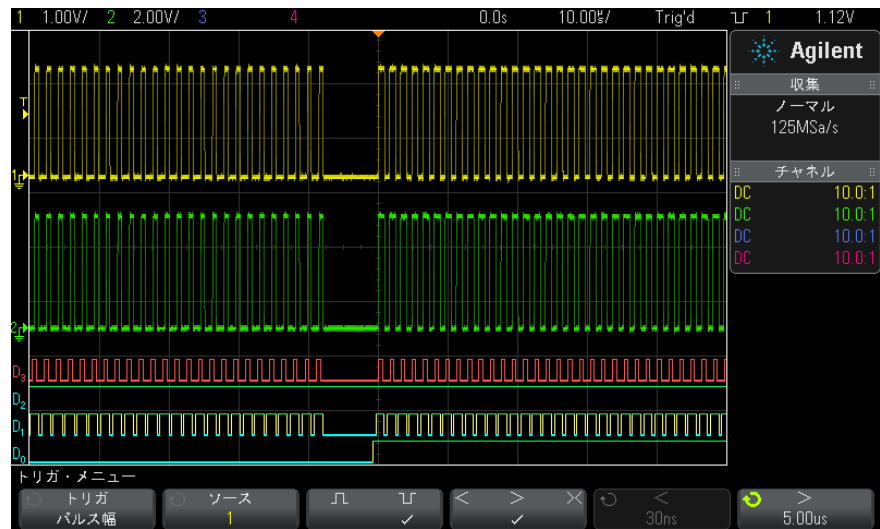 1 1.00V/ 2 2.00V/ 3 4 0.0s 10.00us/ Trig'd 1 1.12V
Agilent
収集
ノーマル
125MSa/s
チャネル
DC 10.0:1
DC 10.0:1
DC 10.0:1
DC 10.0:1
T
1
2
D3
D2
D1
D0
トリガ・メニュー
トリガ ソース < > >< < >
パルス幅 1 ✓ ✓ 30ns 5.00us